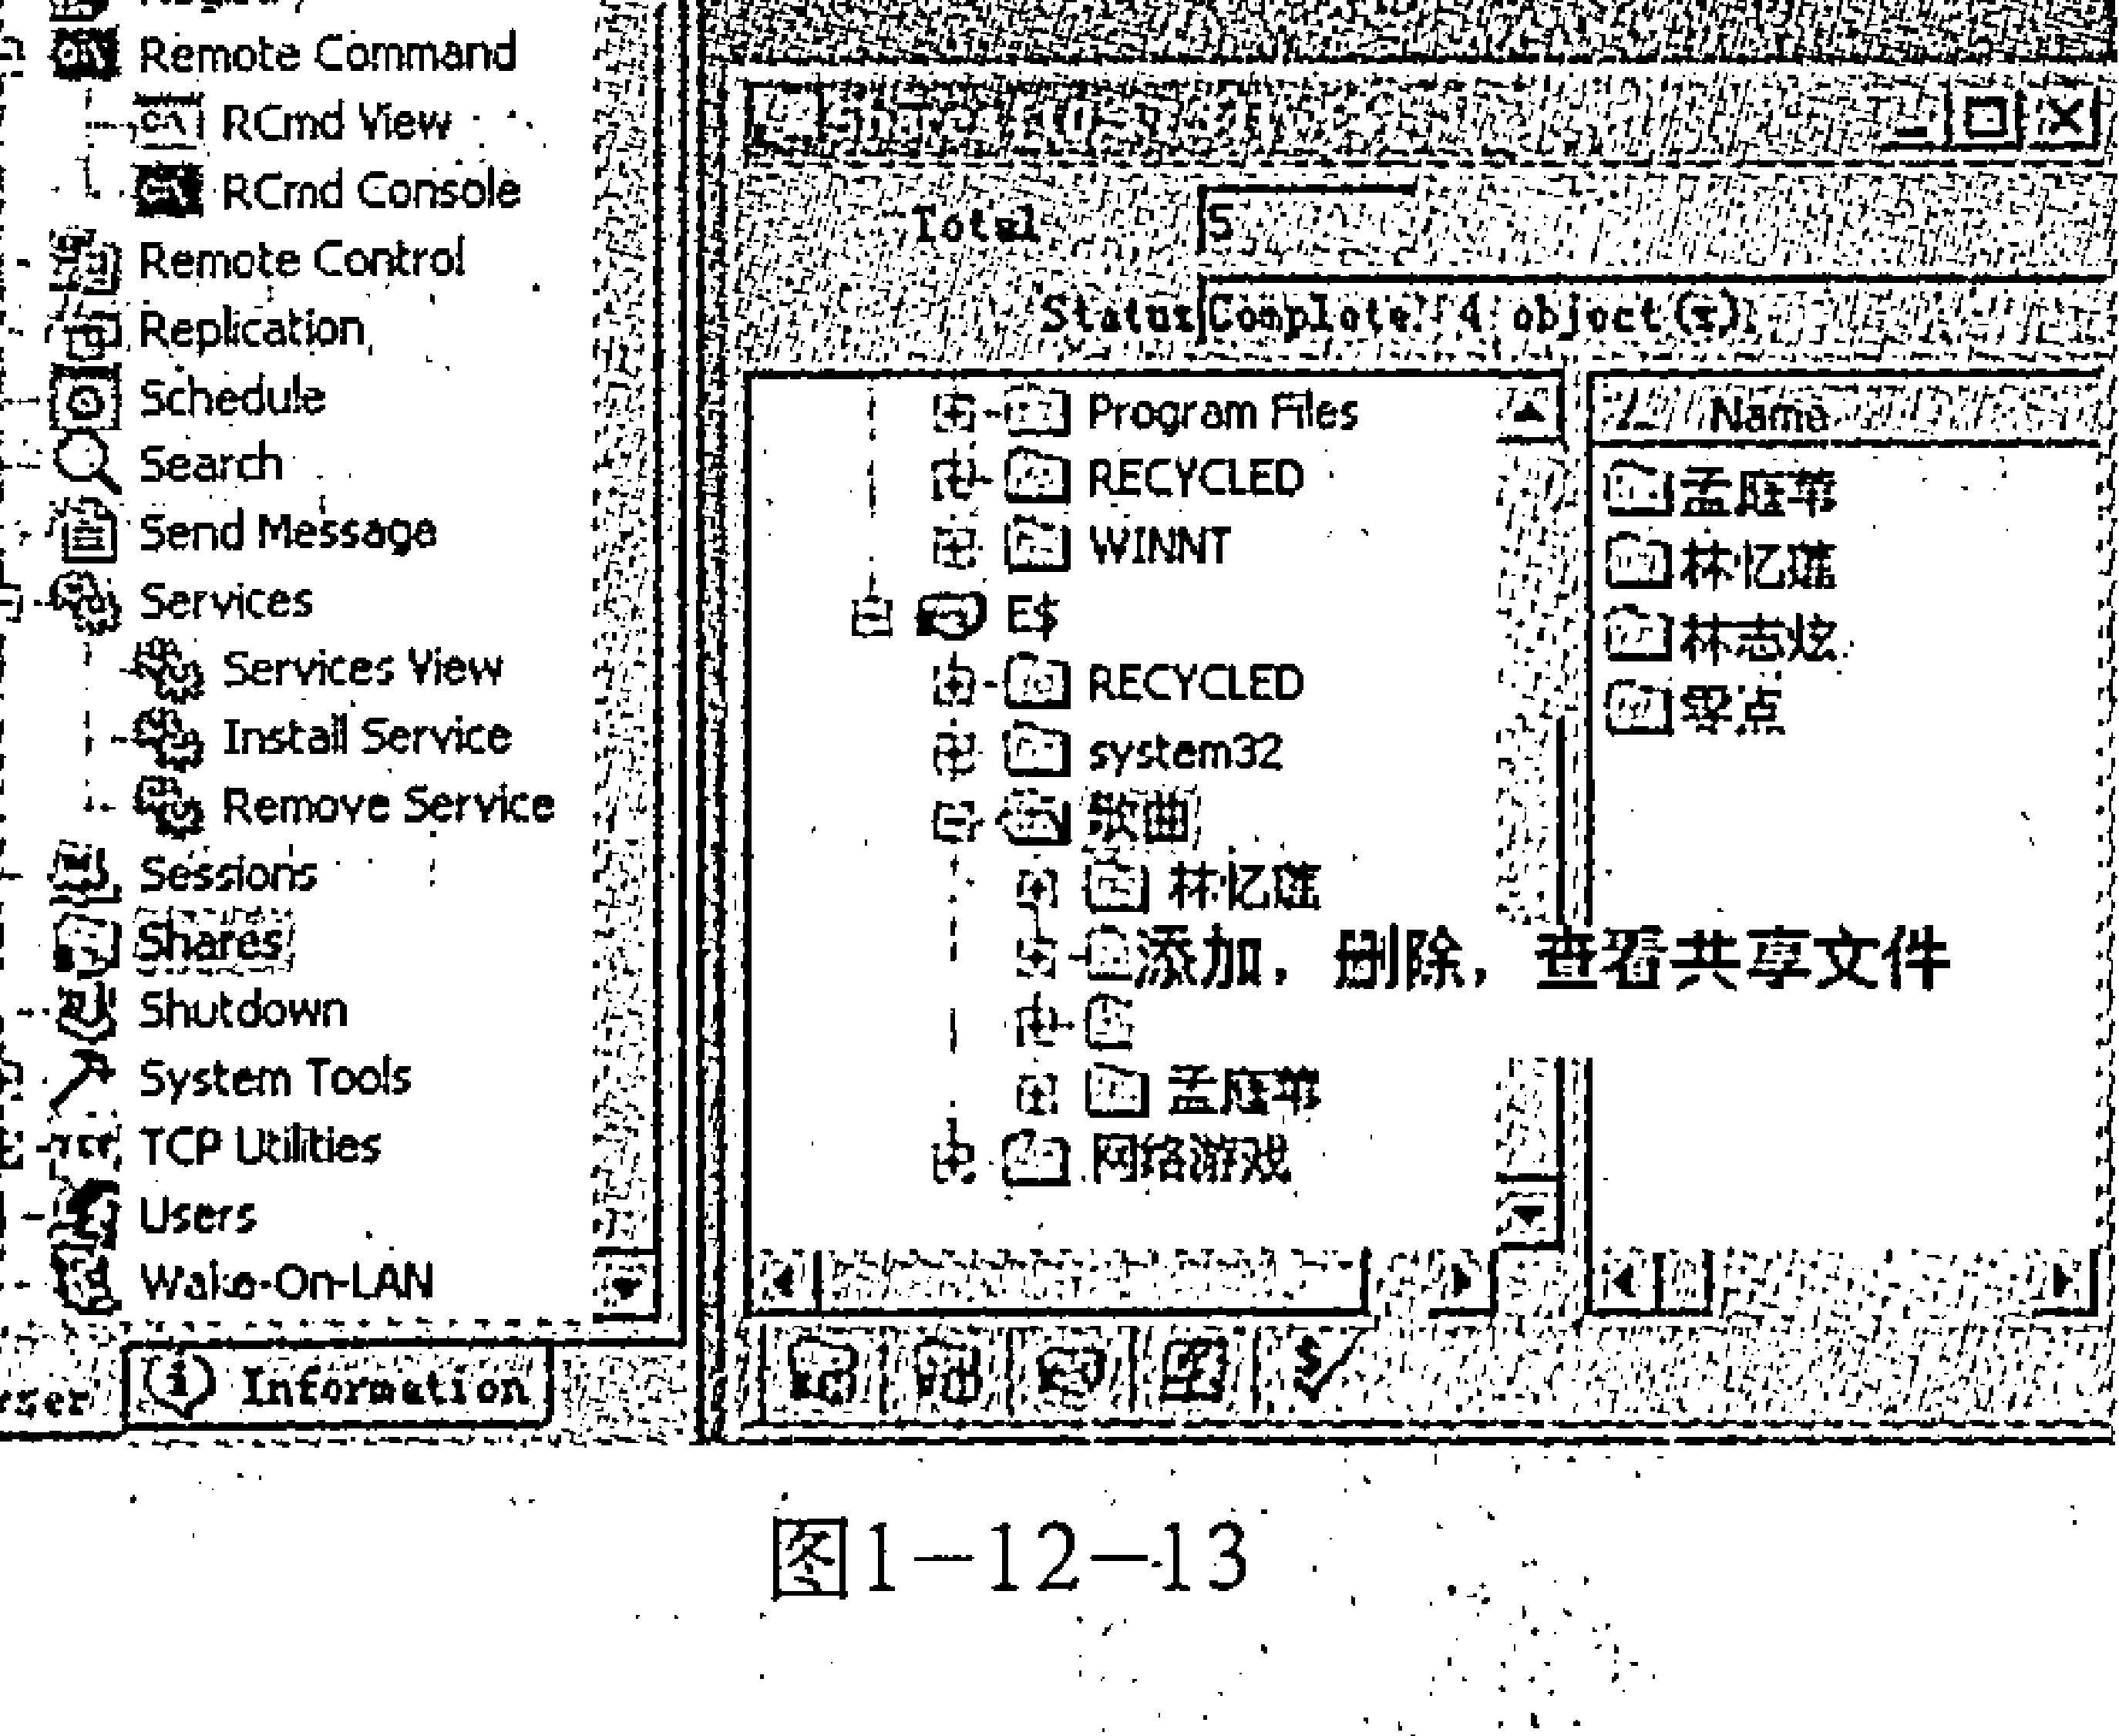 Remote Command
RCmd View
RCmd Console
Remote Control
Replication
Schedule
Search
Send Message
Services
Services View
Install Service
Remove Service
Sessions
Shares
Shutdown
System Tools
TCP Utilities
Users
Wake-On-LAN
Information
Total 5
Status Complete! 4 object(s).
Program Files
RECYCLED
WINNT
E$
RECYCLED
system32
歌曲
林忆莲
添加，删除，查看共享文件
孟庭苇
网络游戏
Name
孟庭苇
林忆莲
林志炫
零点
图1－12－13